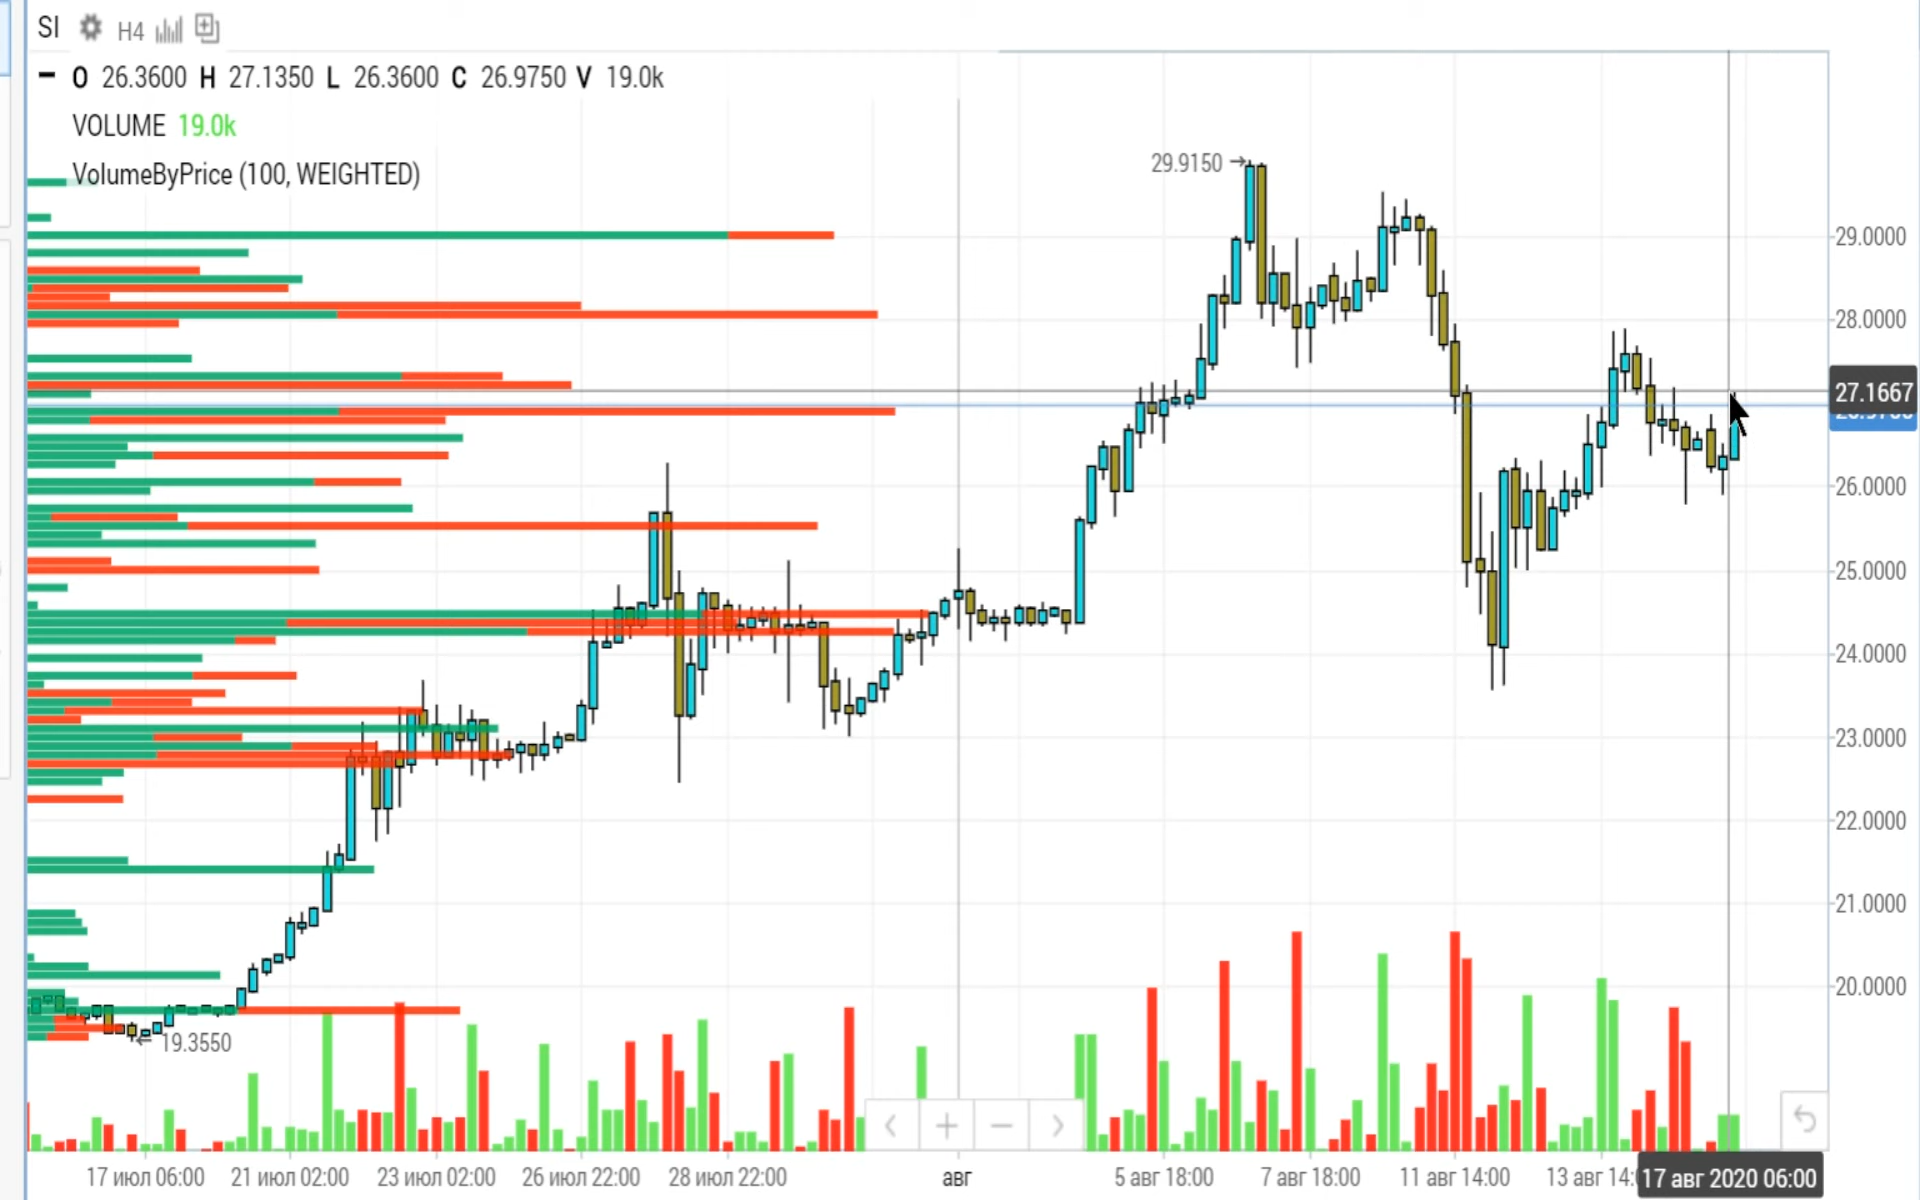 SI H4
O 26.3600 H 27.1350 L 26.3600 C 26.9750 V 19.0k
VOLUME 19.0k
VolumeByPrice (100, WEIGHTED)
29.9150
29.0000
28.0000
27.1667
26.0000
25.0000
24.0000
23.0000
22.0000
21.0000
20.0000
19.3550
17 июл 06:00 21 июл 02:00 23 июл 02:00 26 июл 22:00 28 июл 22:00 авг 5 авг 18:00 7 авг 18:00 11 авг 14:00 13 авг 14: 17 авг 2020 06:00